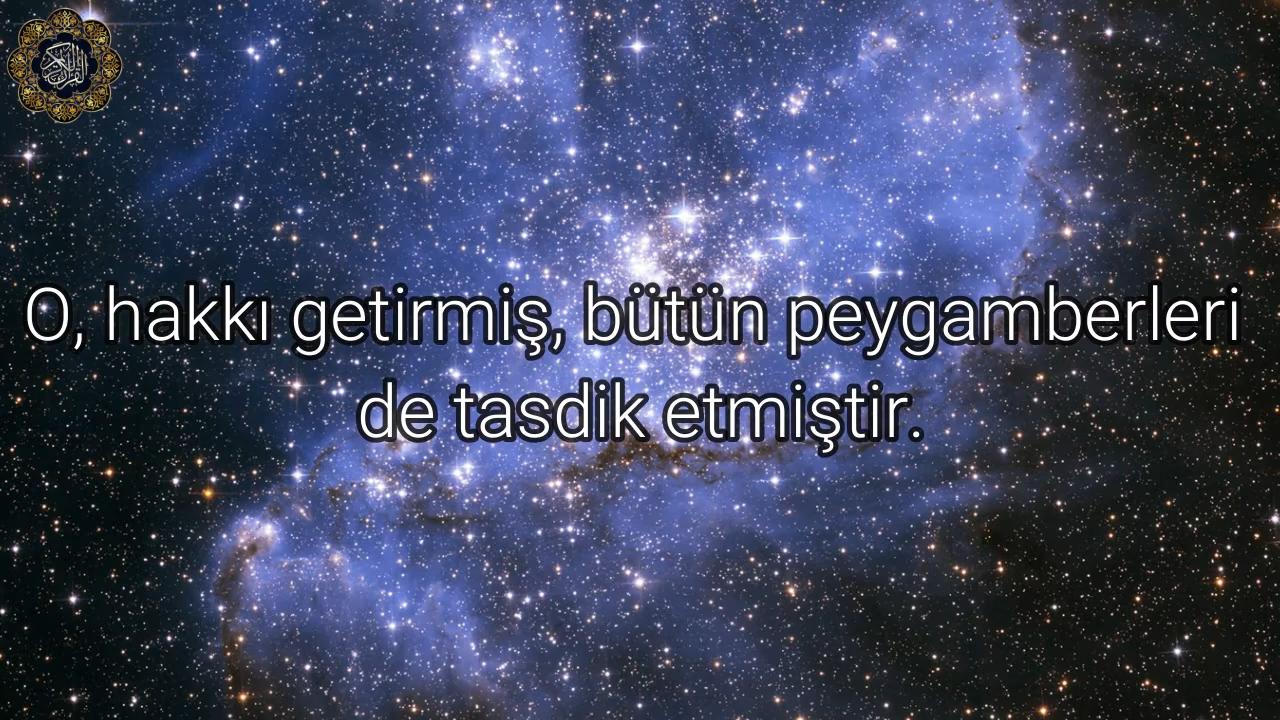 O, hakkı getirmiş, bütün peygamberleri
de tasdik etmiştir.